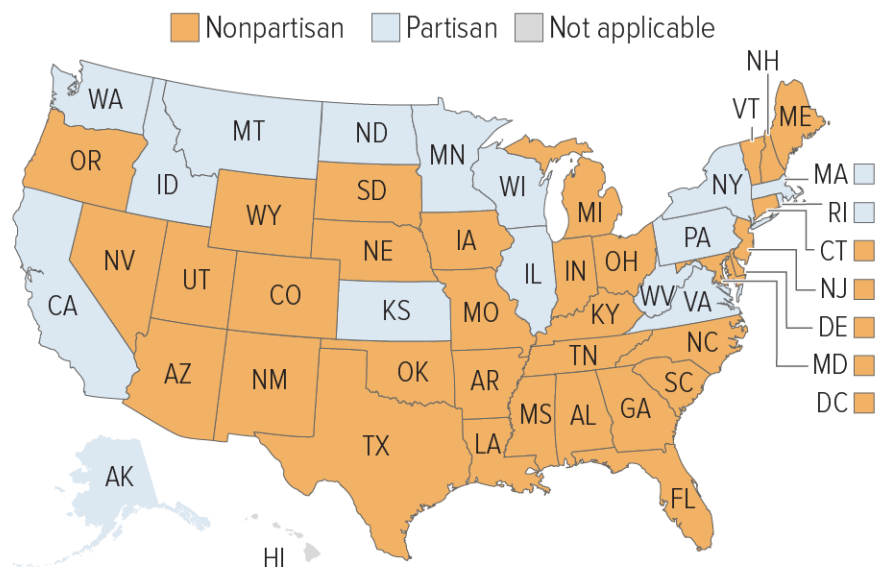 Nonpartisan Partisan Not applicable
NH
VT
ME
WA
MT
ND
MN
OR
ID
WI
NY
MA
RI
SD
WY
MI
CT
IA
PA
NE
NV
UT
CO
IL
IN
OH
NJ
CA
KS
MO
WV
VA
KY
DE
NC
MD
AZ
NM
OK
AR
TN
SC
DC
MS
AL
GA
TX
LA
AK
FL
HI